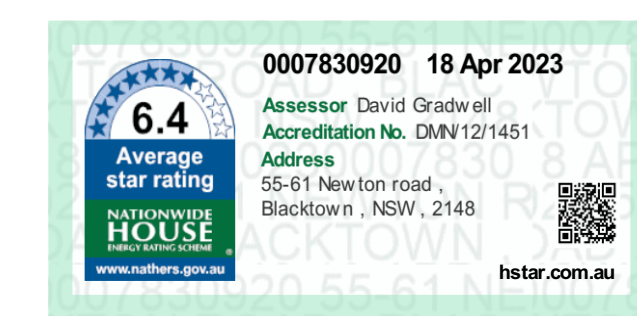 0007830920 18 Apr 2023
6.4
Average
star rating
NATIONWIDE
HOUSE
ENERGY RATING SCHEME
www.nathers.gov.au
Assessor David Gradwell
Accreditation No. DMN/12/1451
Address
55-61 Newton road ,
Blacktown , NSW , 2148
hstar.com.au